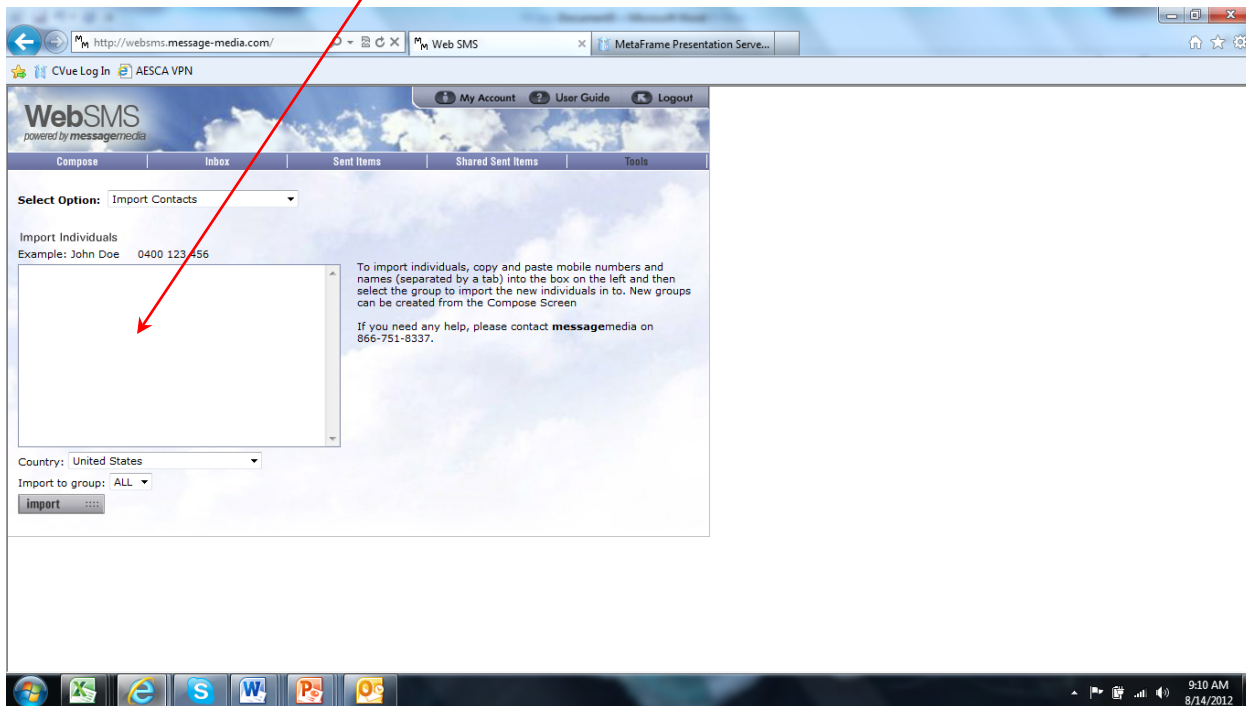 http://websms.message-media.com/
Web SMS
MetaFrame Presentation Serve...
CVue Log In AESCA VPN
My Account User Guide Logout
WebSMS
powered by messagemedia
Compose Inbox Sent Items Shared Sent Items Tools
Select Option: Import Contacts
Import Individuals
Example: John Doe 0400 123 456
To import individuals, copy and paste mobile numbers and
names (separated by a tab) into the box on the left and then
select the group to import the new individuals in to. New groups
can be created from the Compose Screen
If you need any help, please contact messagemedia on
866-751-8337.
Country: United States
Import to group: ALL
import
9:10 AM
8/14/2012